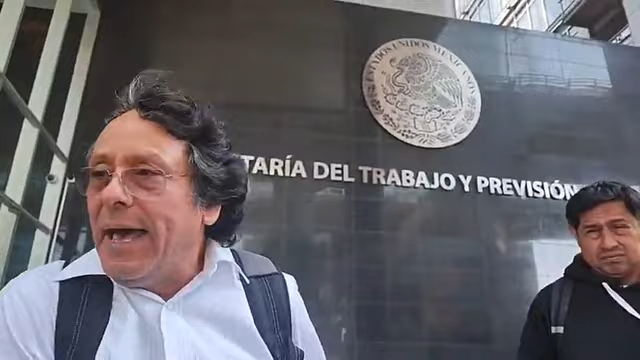 ESTADOS UNIDOS MEXICANOS
TARÍA DEL TRABAJO Y PREVISIÓN